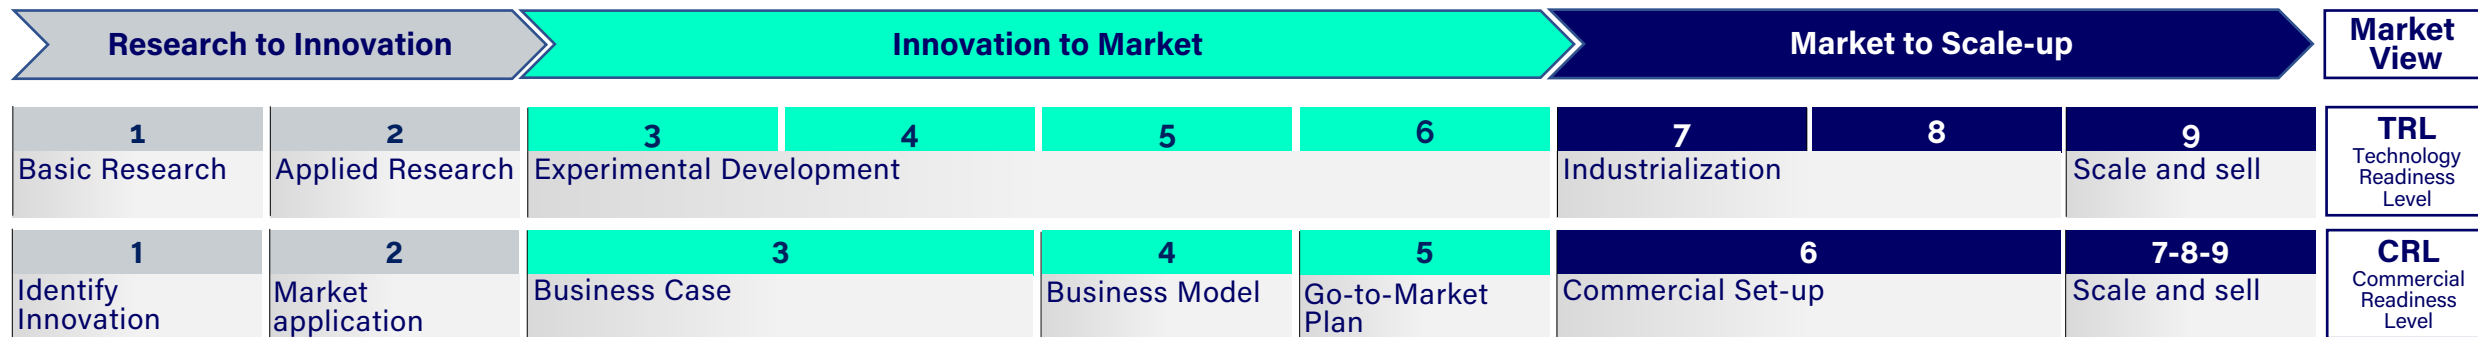 Research to Innovation
Innovation to Market
Market to Scale-up
Market
View
1
2
3
4
5
6
7
8
9
TRL
Technology
Readiness
Level
Basic Research
Applied Research
Experimental Development
Industrialization
Scale and sell
1
2
3
4
5
6
7-8-9
CRL
Commercial
Readiness
Level
Identify
Innovation
Market
application
Business Case
Business Model
Go-to-Market
Plan
Commercial Set-up
Scale and sell